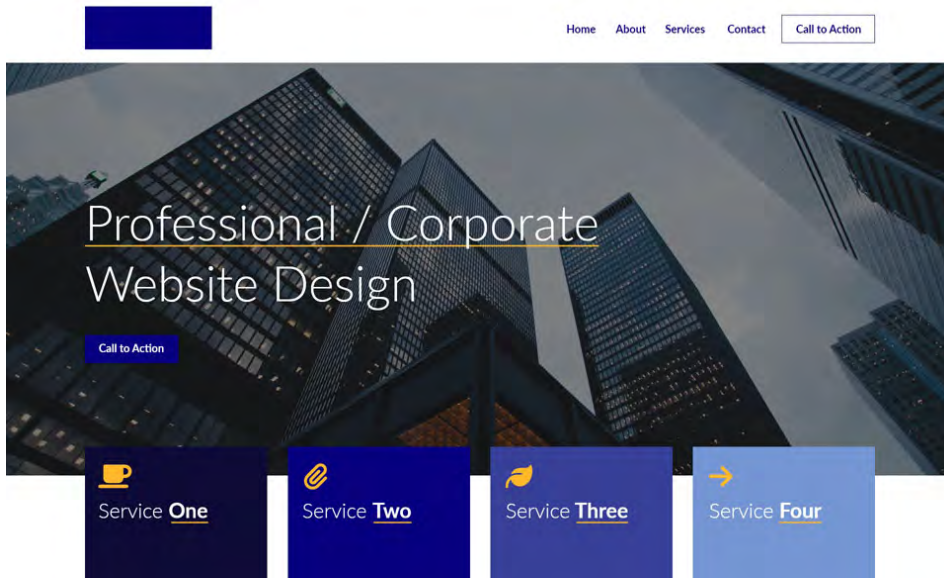 Home About Services Contact Call to Action
Professional / Corporate
Website Design
Call to Action
Service One
Service Two
Service Three
Service Four